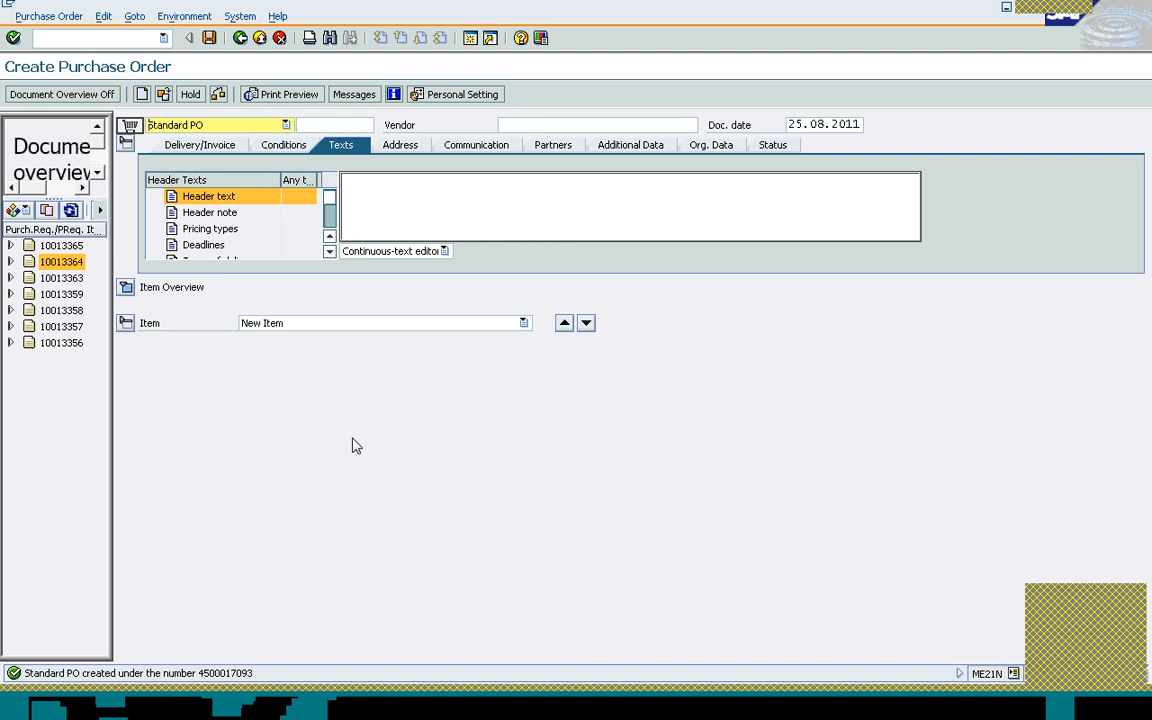 Purchase Order Edit Goto Environment System Help
Create Purchase Order
Document Overview Off Hold Print Preview Messages Personal Setting
Standard PO Vendor Doc. date 25.08.2011
Delivery/Invoice Conditions Texts Address Communication Partners Additional Data Org. Data Status
Docume
overview
Header Texts Any t...
Header text
Header note
Pricing types
Deadlines
Continuous-text editor
Purch.Req./PReq. It...
10013365
10013364
10013363
10013359
10013358
10013357
10013356
Item Overview
Item New Item
Standard PO created under the number 4500017093 ME21N